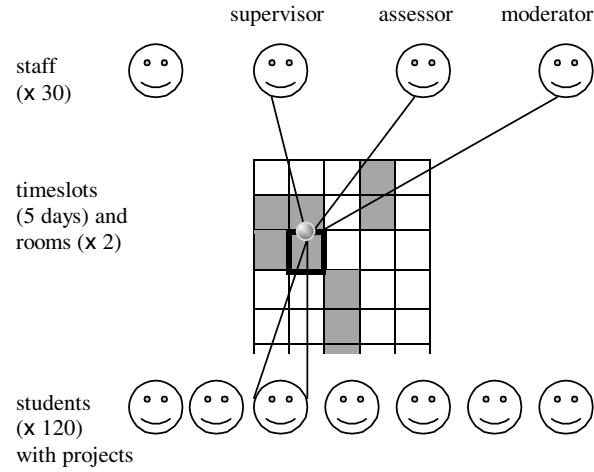 supervisor assessor moderator
staff
(x 30)
timeslots
(5 days) and
rooms (x 2)
students
(x 120)
with projects